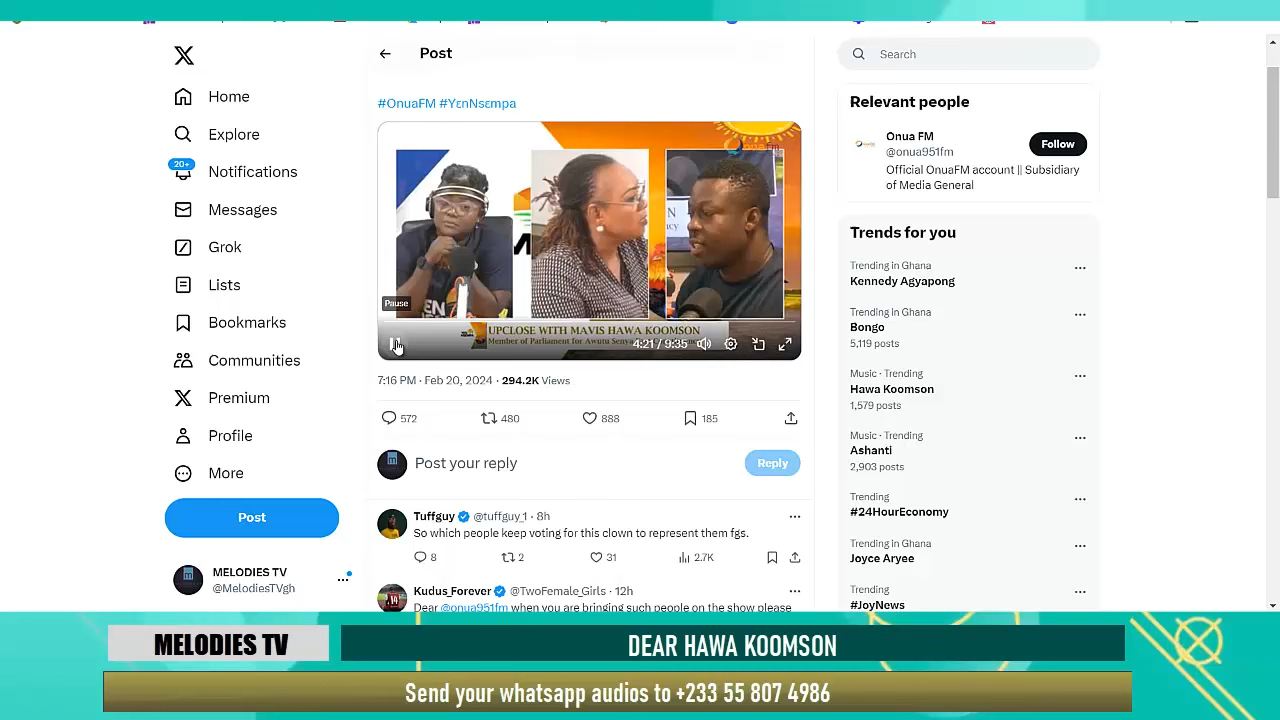 Home
Explore
20+
Notifications
Messages
Grok
Lists
Bookmarks
Communities
Premium
Profile
More
Post
MELODIES TV
@MelodiesTVgh
Post
#OnuaFM #YɛnNsɛmpa
Pause
UPCLOSE WITH MAVIS HAWA KOOMSON
Member of Parliament for Awutu Senya
4:21 / 9:35
7:16 PM · Feb 20, 2024 · 294.2K Views
572 480 888 185
Post your reply
Reply
Tuffguy @tuffguy_1 · 8h
So which people keep voting for this clown to represent them fgs.
8 2 31 2.7K
Kudus_Forever @TwoFemale_Girls · 12h
Dear @onua951fm when you are bringing such people on the show please
Search
Relevant people
Onua FM
@onua951fm
Follow
Official OnuaFM account || Subsidiary
of Media General
Trends for you
Trending in Ghana
Kennedy Agyapong
Trending in Ghana
Bongo
5,119 posts
Music · Trending
Hawa Koomson
1,579 posts
Music · Trending
Ashanti
2,903 posts
Trending
#24HourEconomy
Trending in Ghana
Joyce Aryee
Trending
#JoyNews
MELODIES TV
DEAR HAWA KOOMSON
Send your whatsapp audios to +233 55 807 4986